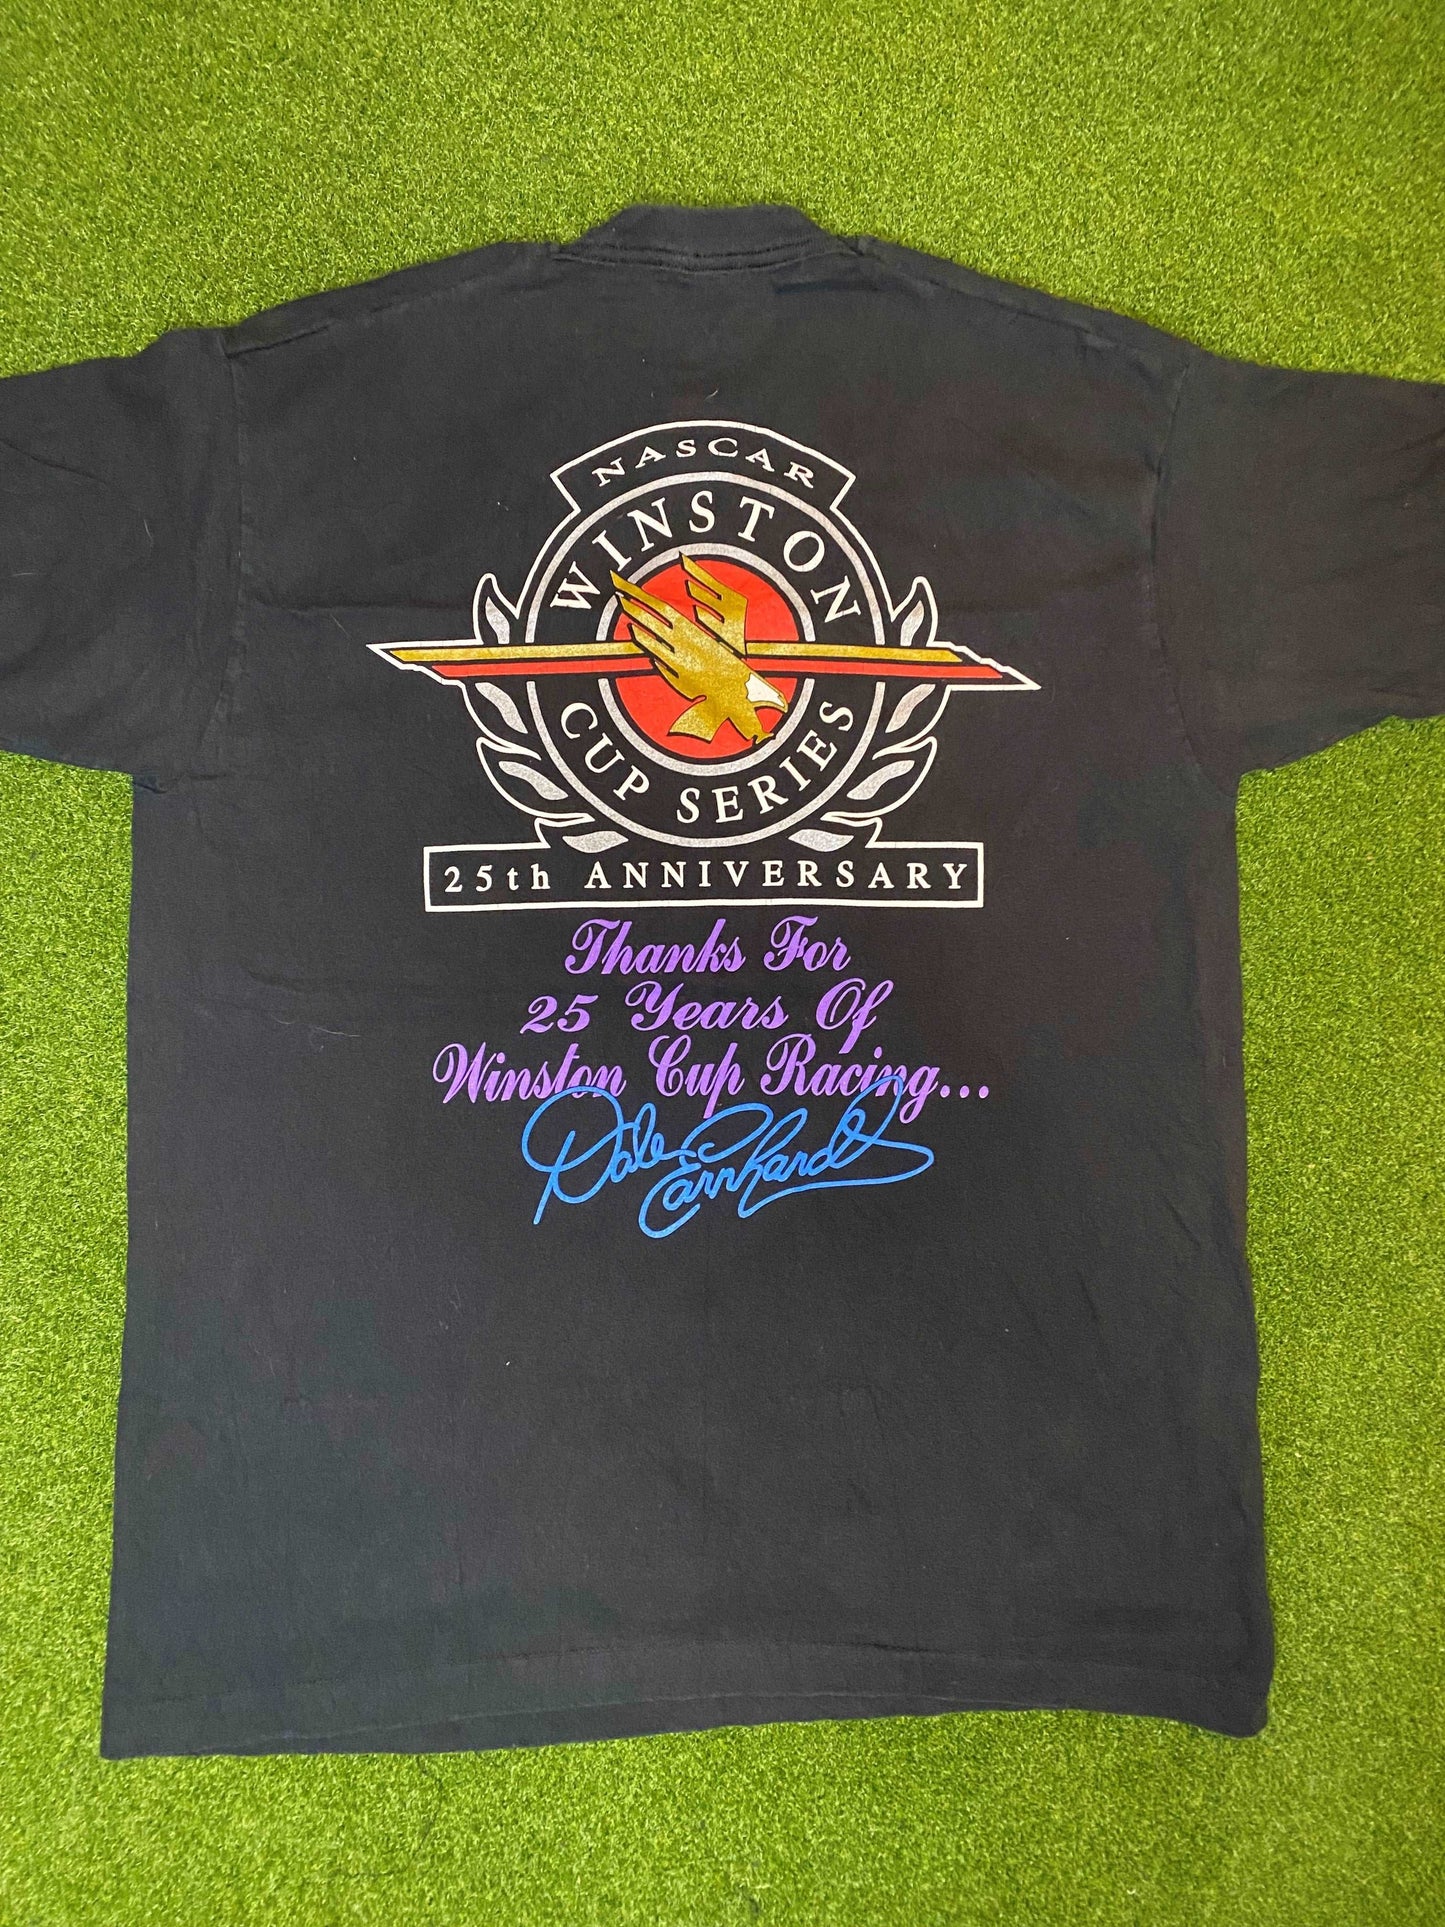 NASCAR
WINSTON
CUP SERIES
25th ANNIVERSARY
Thanks For
25 Years Of
Winston Cup Racing...
Dale Earnhardt